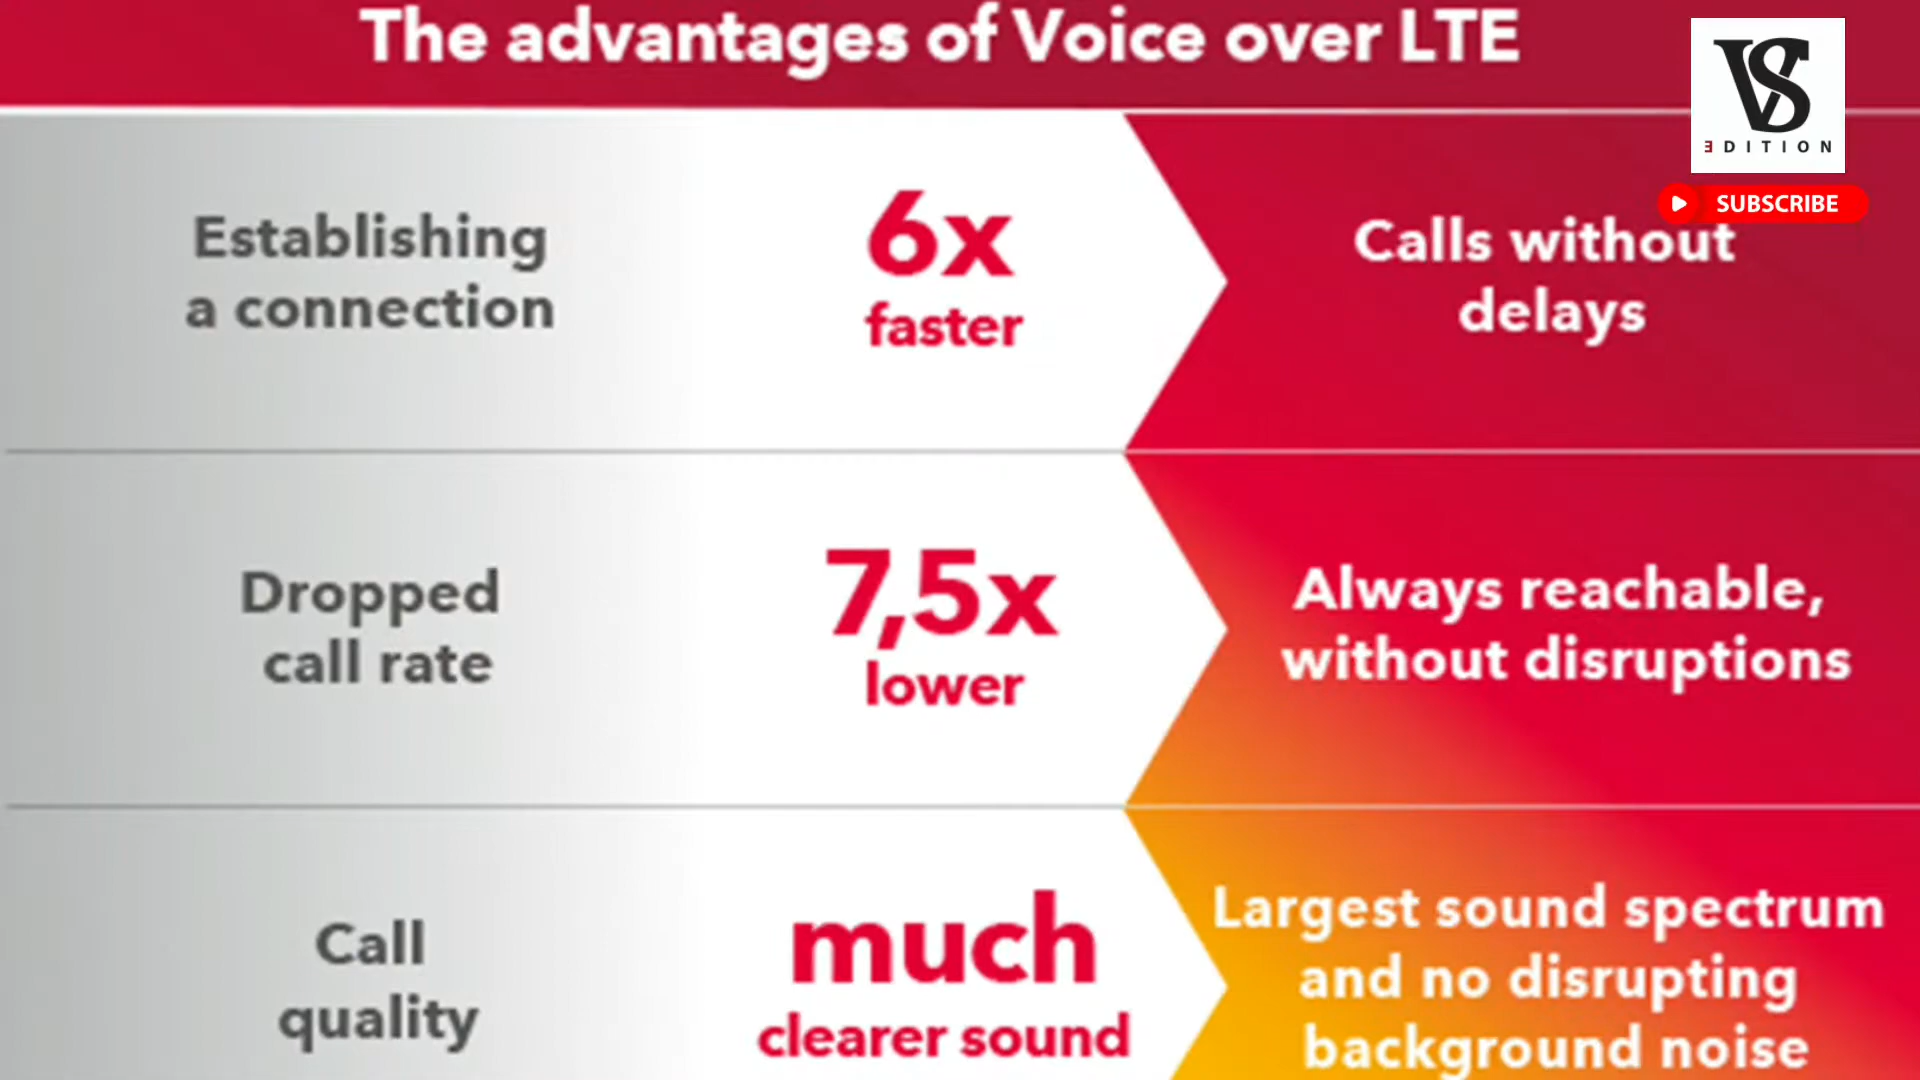 The advantages of Voice over LTE
VS
ƎDITION
SUBSCRIBE
Establishing
a connection
6x
faster
Calls without
delays
Dropped
call rate
7,5x
lower
Always reachable,
without disruptions
Call
quality
much
clearer sound
Largest sound spectrum
and no disrupting
background noise